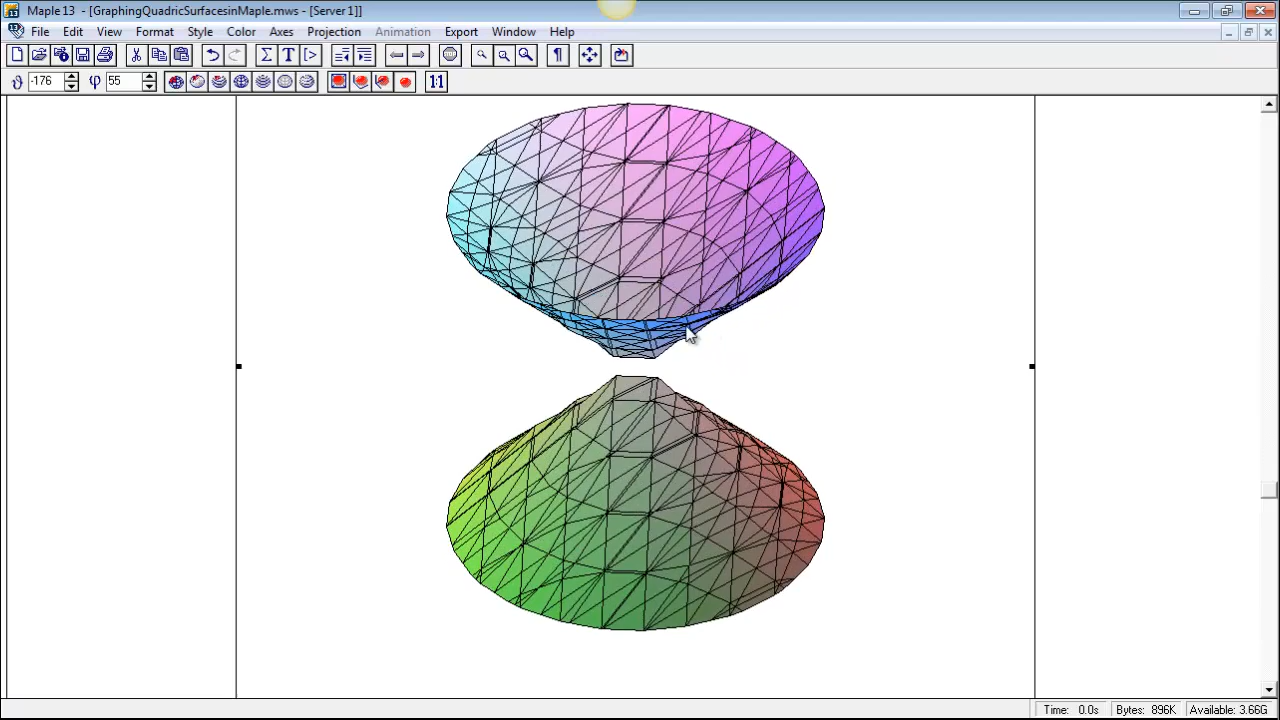 Maple 13 - [GraphingQuadricSurfacesinMaple.mws - [Server 1]]
File Edit View Format Style Color Axes Projection Animation Export Window Help
ϑ -176 φ 55 1:1
Time: 0.0s Bytes: 896K Available: 3.66G